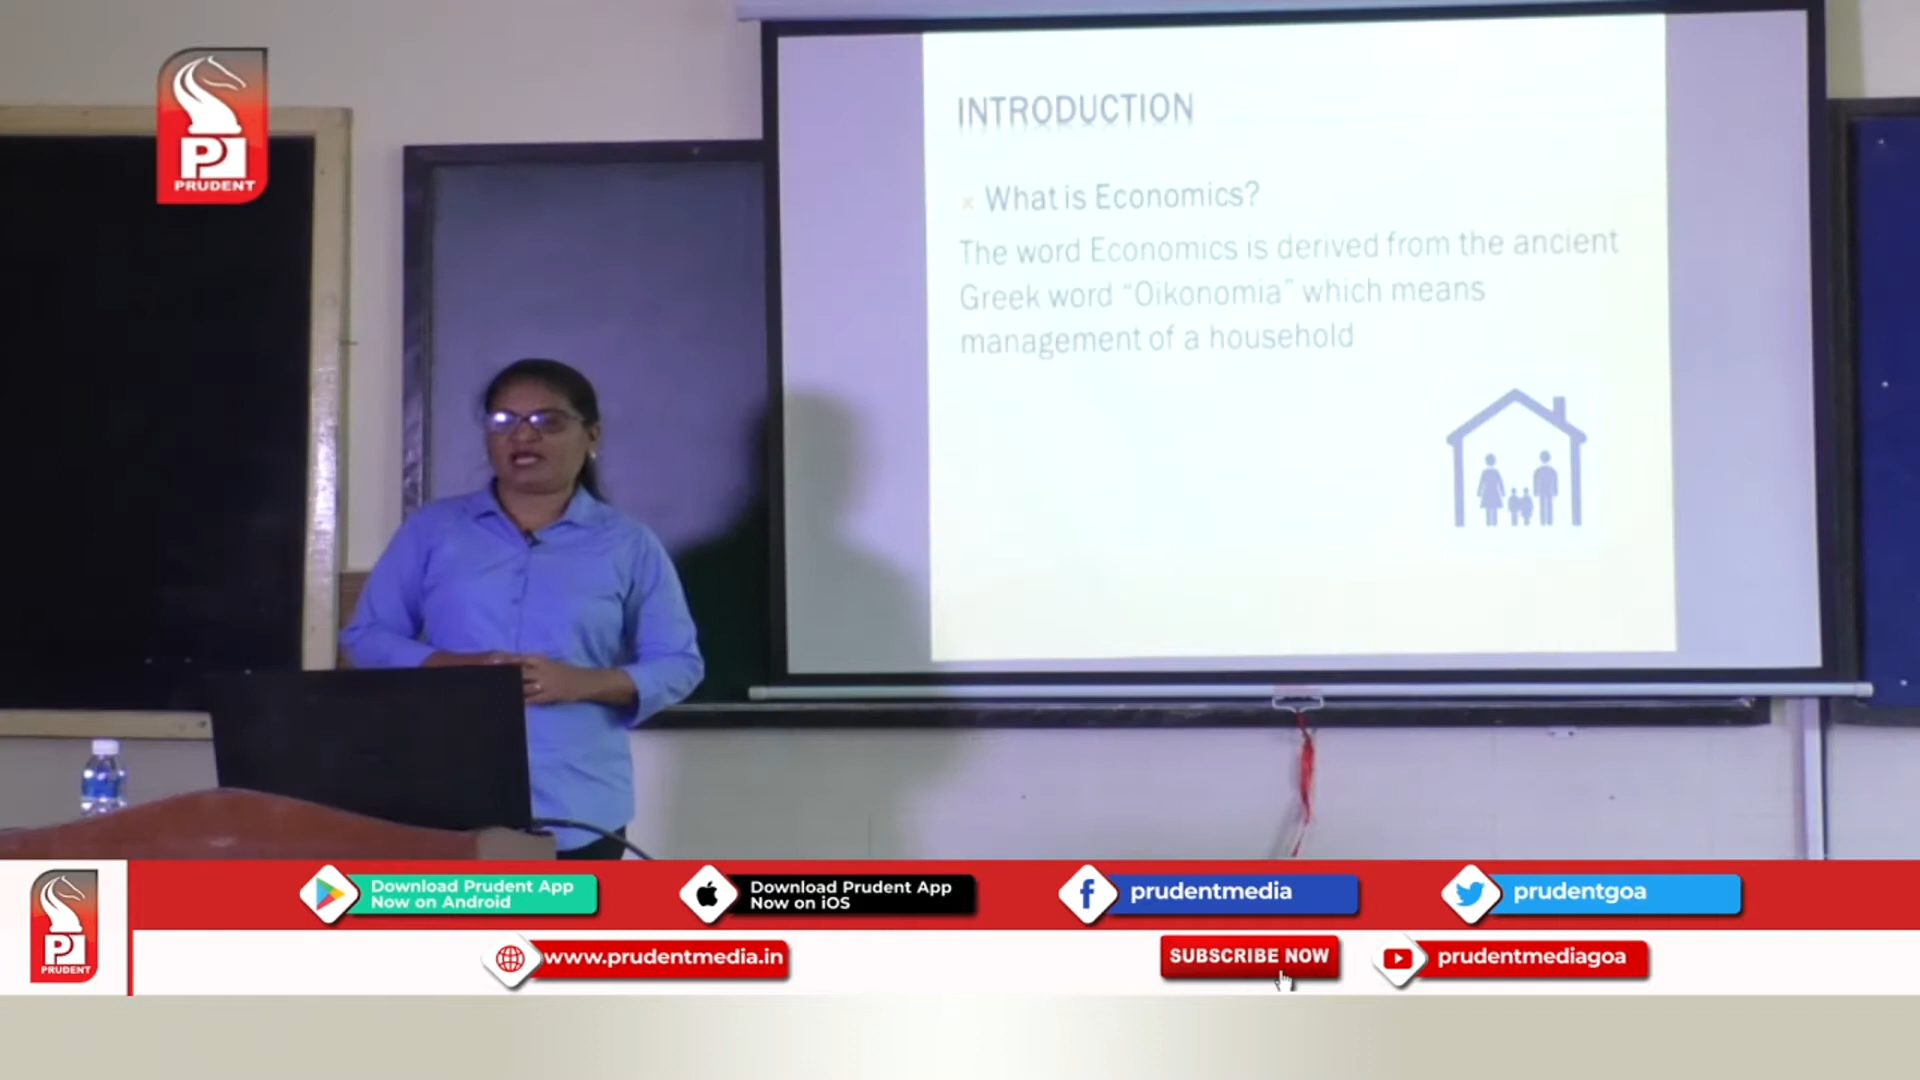 PRUDENT
INTRODUCTION
× What is Economics?
The word Economics is derived from the ancient
Greek word “Oikonomia” which means
management of a household
Download Prudent App
Now on Android
Download Prudent App
Now on iOS
prudentmedia
prudentgoa
PRUDENT
www.prudentmedia.in
SUBSCRIBE NOW
prudentmediagoa